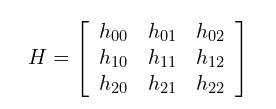 H = [ h₀₀ h₀₁ h₀₂
h₁₀ h₁₁ h₁₂
h₂₀ h₂₁ h₂₂ ]